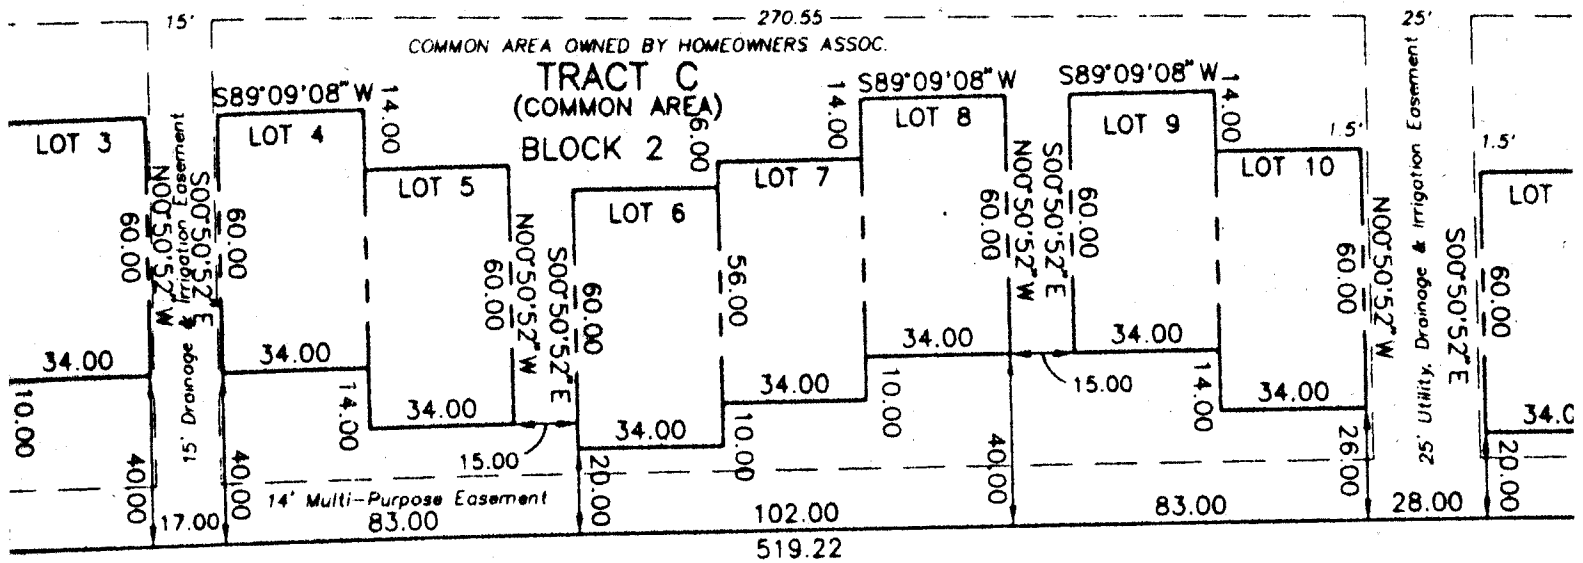 15'
270.55
25'
COMMON AREA OWNED BY HOMEOWNERS ASSOC.
TRACT C
(COMMON AREA)
BLOCK 2
S89°09'08"W
14.00
S89°09'08"W
14.00
S89°09'08"W
14.00
LOT 3
LOT 4
LOT 5
LOT 6
6.00
LOT 7
LOT 8
LOT 9
LOT 10
1.5'
1.5'
LOT
N00°50'52"W
60.00
15' Drainage & Irrigation Easement
S00°50'52"E
60.00
N00°50'52"W
60.00
S00°50'52"E
60.00
56.00
N00°50'52"W
60.00
S00°50'52"E
60.00
N00°50'52"W
60.00
25' Utility, Drainage & Irrigation Easement
S00°50'52"E
60.00
34.00
34.00
34.00
34.00
34.00
34.00
34.00
34.00
34.0
10.00
14.00
15.00
10.00
10.00
15.00
14.00
40.00
40.00
20.00
40.00
26.00
20.00
14' Multi-Purpose Easement
17.00
83.00
102.00
83.00
28.00
519.22